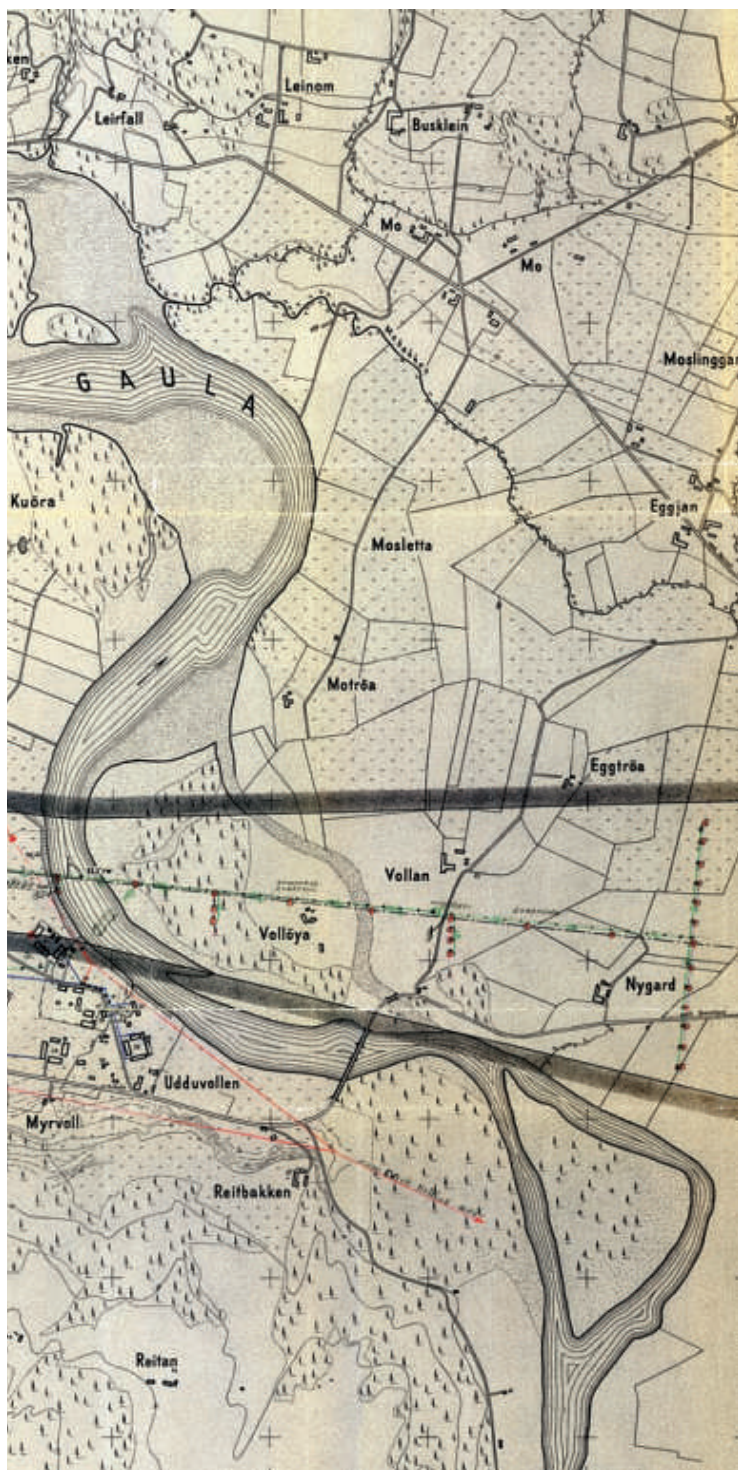 ken
Leinom
Leirfall
Busklein
Mo
Mo
Moslinggar
GAULA
Kuöra
Eggjan
Mosletta
Motröa
Eggtröa
Vollan
Vollöya
Nygard
Udduvollen
Myrvoll
Reitbakken
Reitan